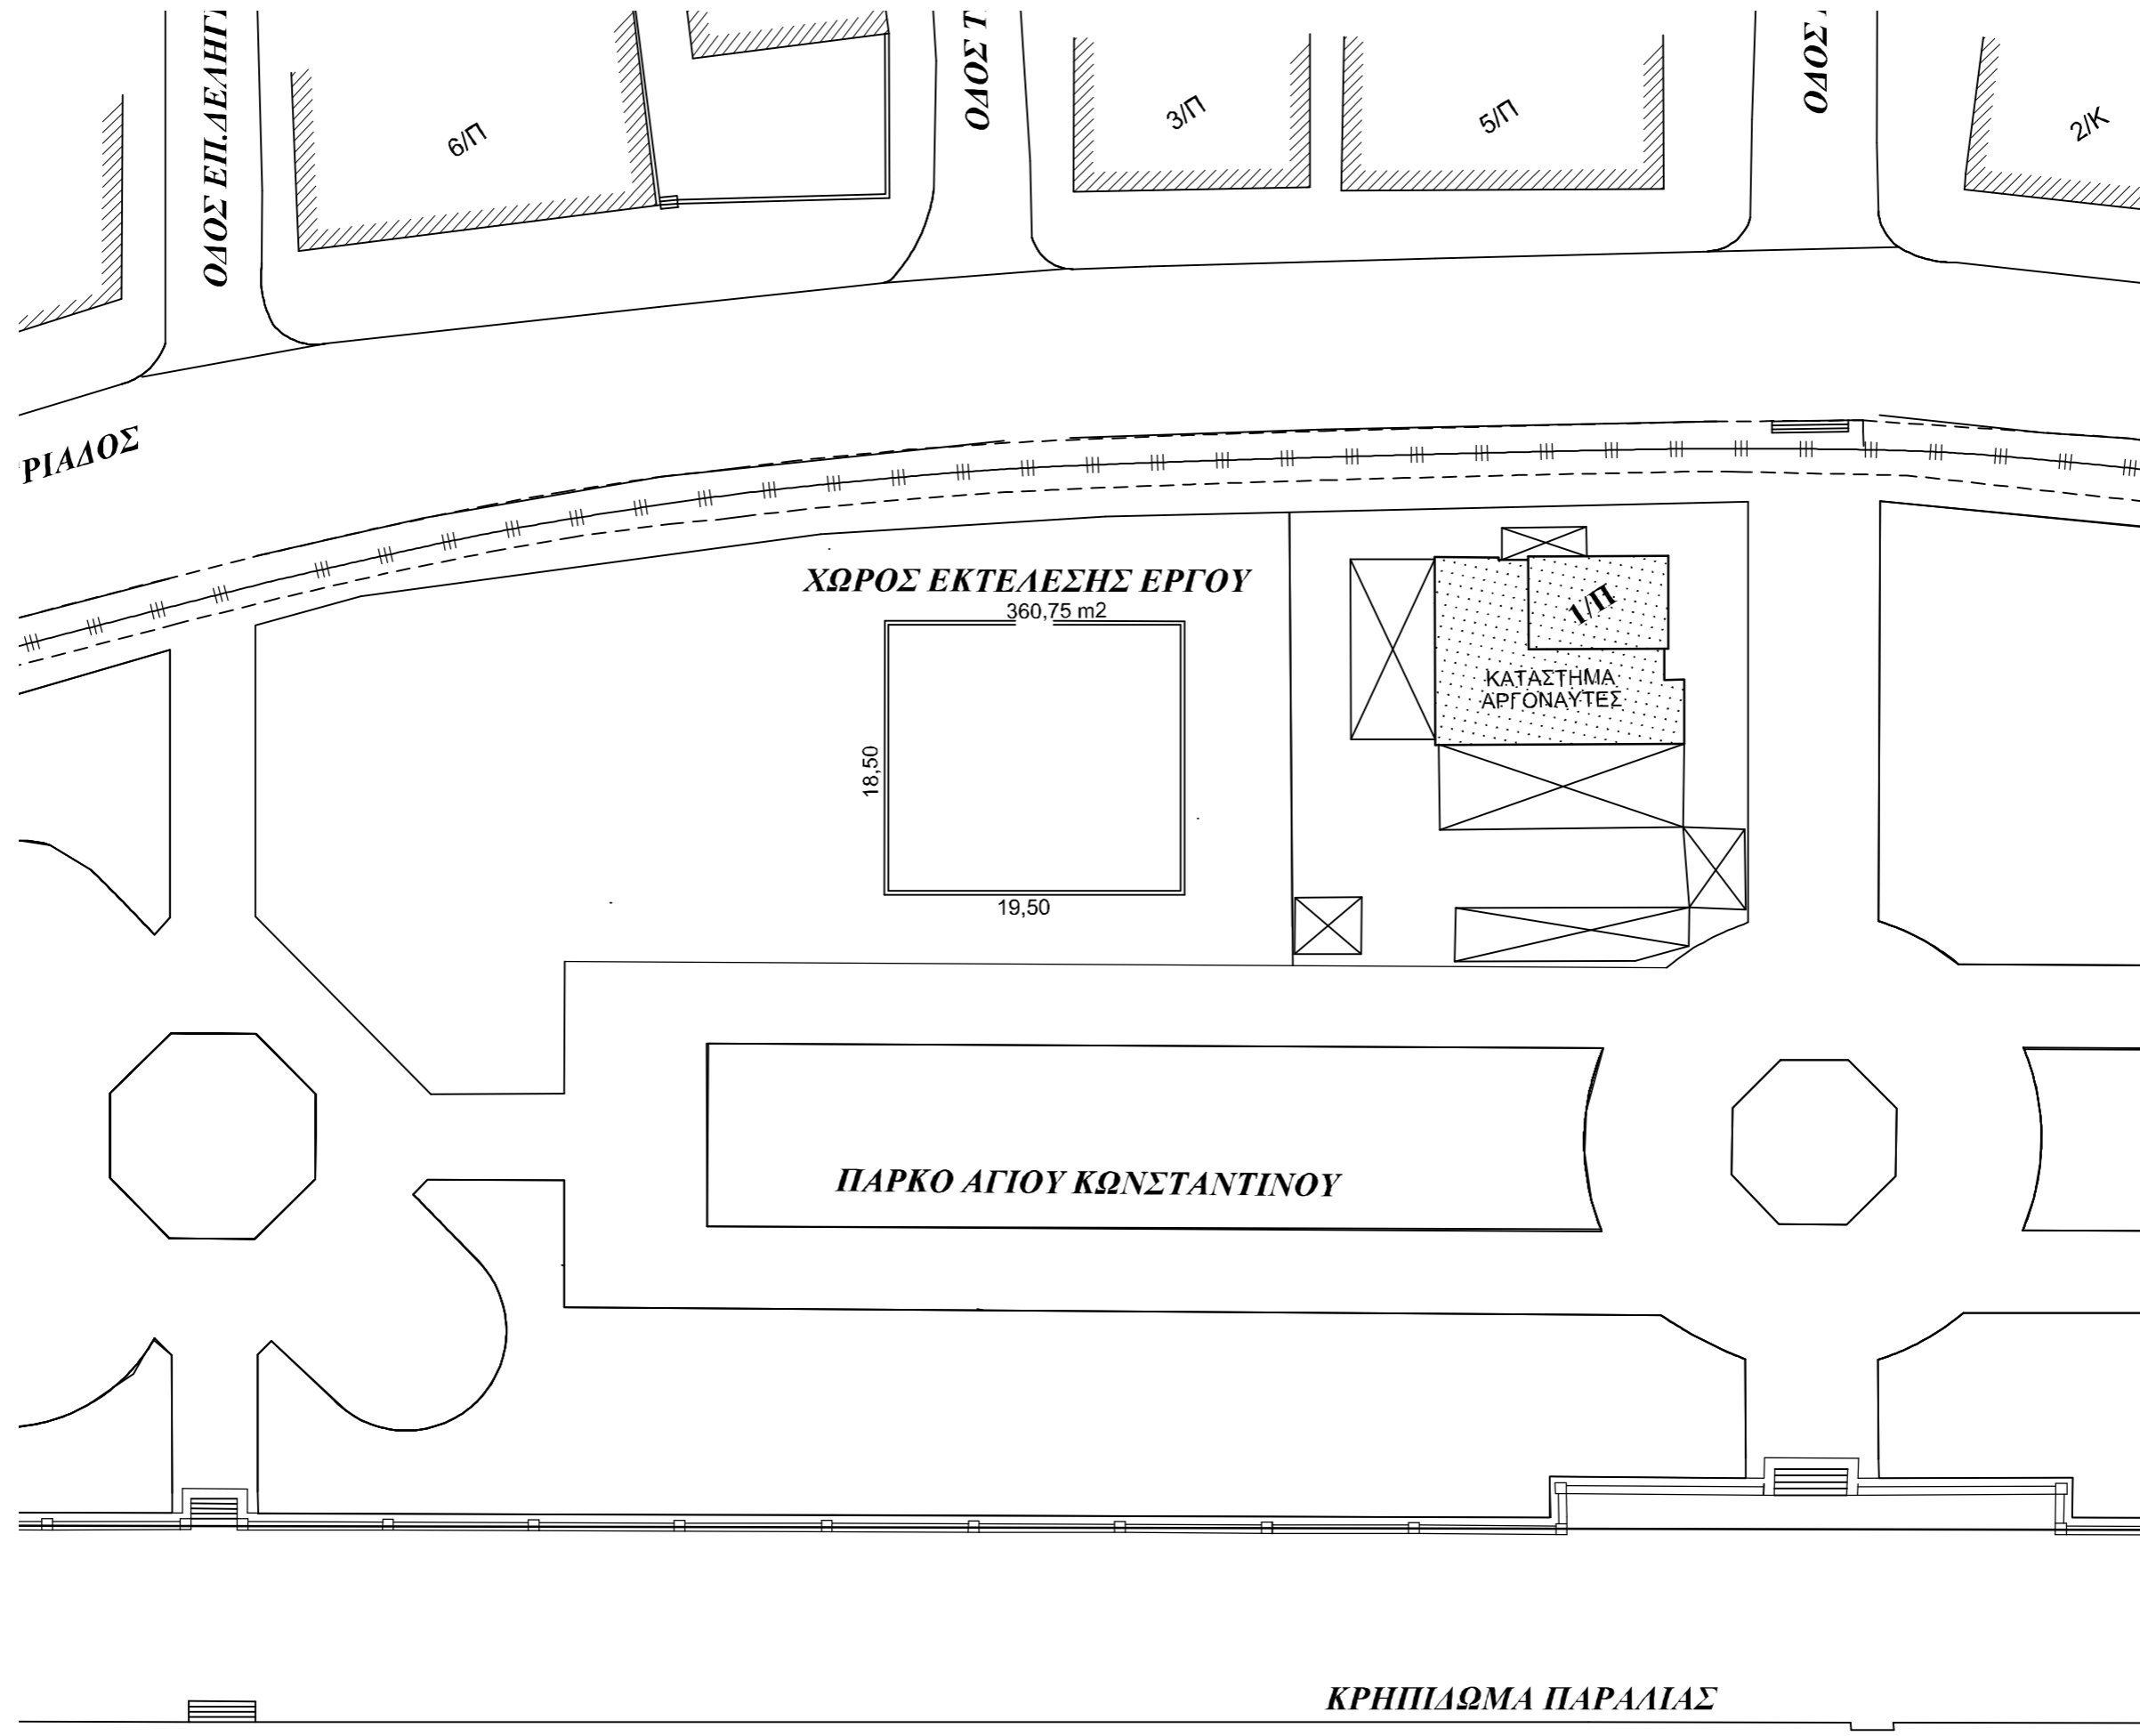 ΟΔΟΣ ΕΠ.ΔΕΛΗΓ
ΟΔΟΣ
ΟΔΟΣ
6/Π
3/Π
5/Π
2/Κ
ΡΙΑΔΟΣ
ΧΩΡΟΣ ΕΚΤΕΛΕΣΗΣ ΕΡΓΟΥ
360,75 m2
18,50
19,50
1/Π
ΚΑΤΑΣΤΗΜΑ
ΑΡΓΟΝΑΥΤΕΣ
ΠΑΡΚΟ ΑΓΙΟΥ ΚΩΝΣΤΑΝΤΙΝΟΥ
ΚΡΗΠΙΔΩΜΑ ΠΑΡΑΛΙΑΣ